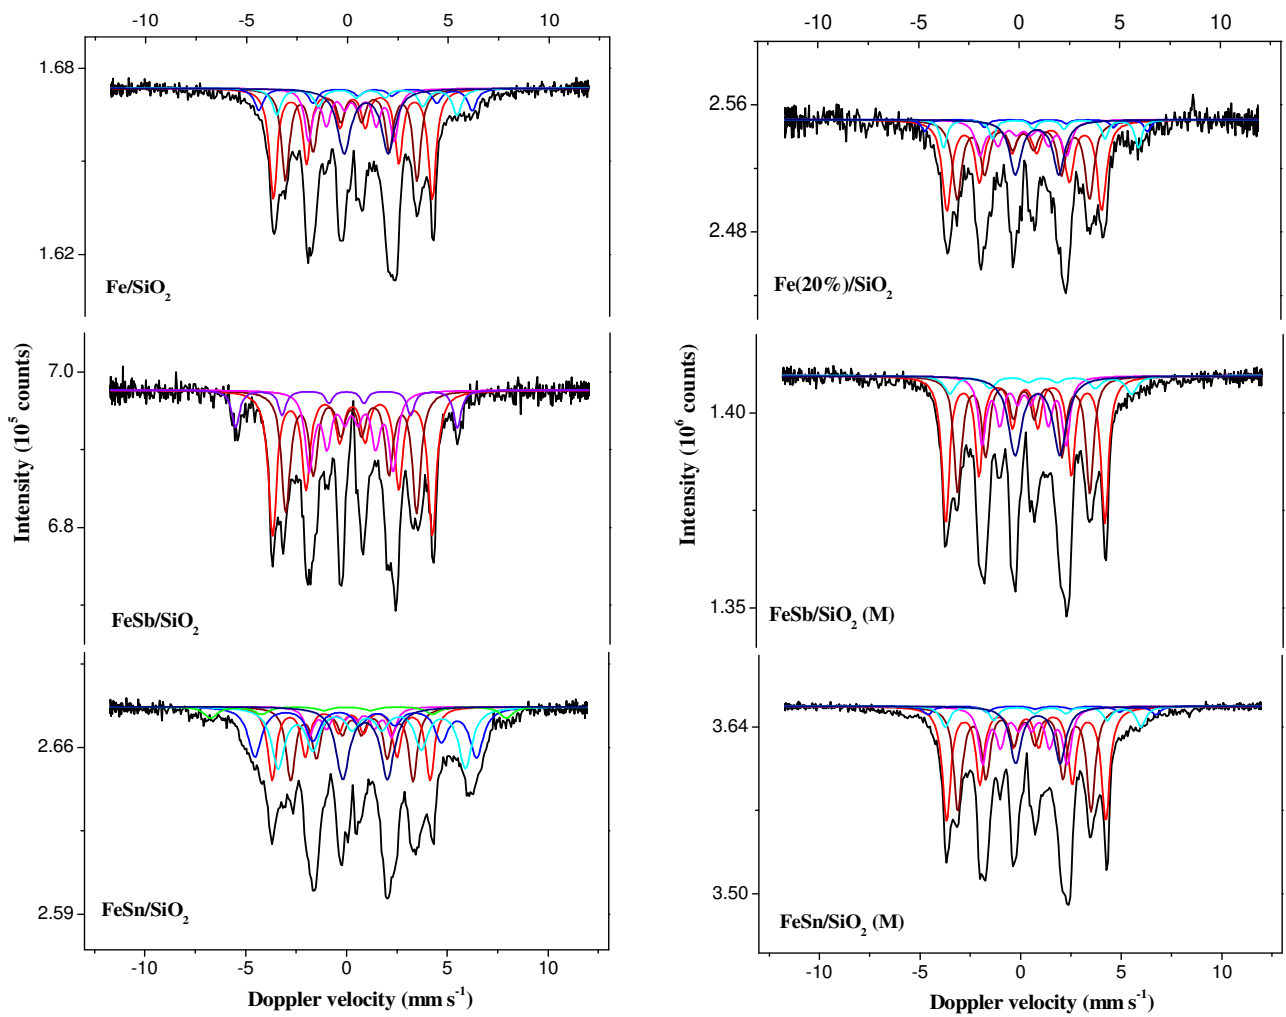 -10 -5 0 5 10
-10 -5 0 5 10
1.68
1.62
Fe/SiO2
2.56
2.48
Fe(20%)/SiO2
7.0
6.8
FeSb/SiO2
1.40
1.35
FeSb/SiO2 (M)
2.66
2.59
FeSn/SiO2
3.64
3.50
FeSn/SiO2 (M)
Intensity (10^5 counts)
Intensity (10^6 counts)
-10 -5 0 5 10
-10 -5 0 5 10
Doppler velocity (mm s^-1)
Doppler velocity (mm s^-1)